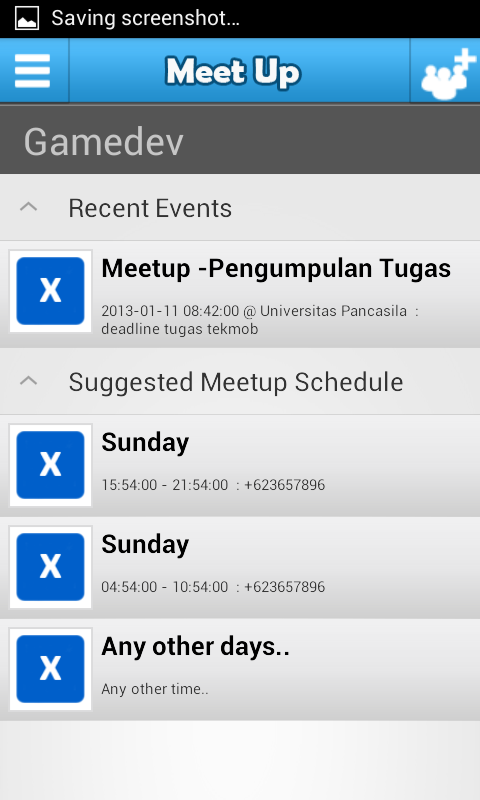 Saving screenshot...
Meet Up
Gamedev
Recent Events
X
Meetup -Pengumpulan Tugas
2013-01-11 08:42:00 @ Universitas Pancasila  :
deadline tugas tekmob
Suggested Meetup Schedule
X
Sunday
15:54:00 - 21:54:00  : +623657896
X
Sunday
04:54:00 - 10:54:00  : +623657896
X
Any other days..
Any other time..